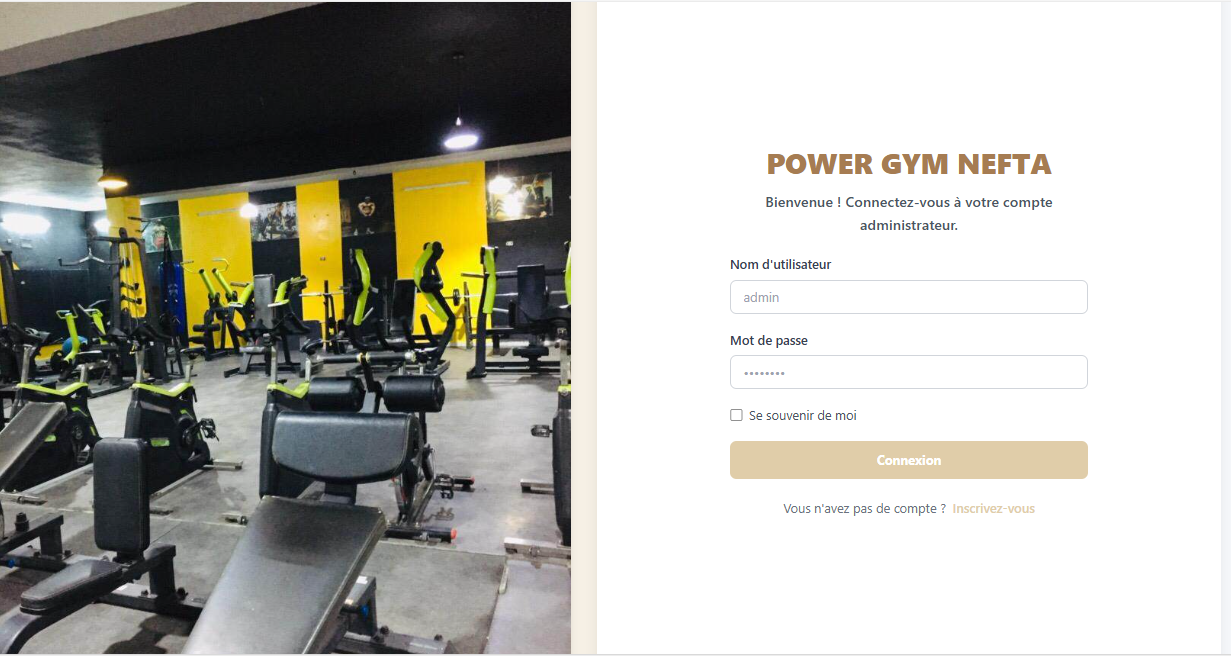 POWER GYM NEFTA
Bienvenue ! Connectez-vous à votre compte
administrateur.
Nom d'utilisateur
admin
Mot de passe
••••••••
Se souvenir de moi
Connexion
Vous n'avez pas de compte ? Inscrivez-vous